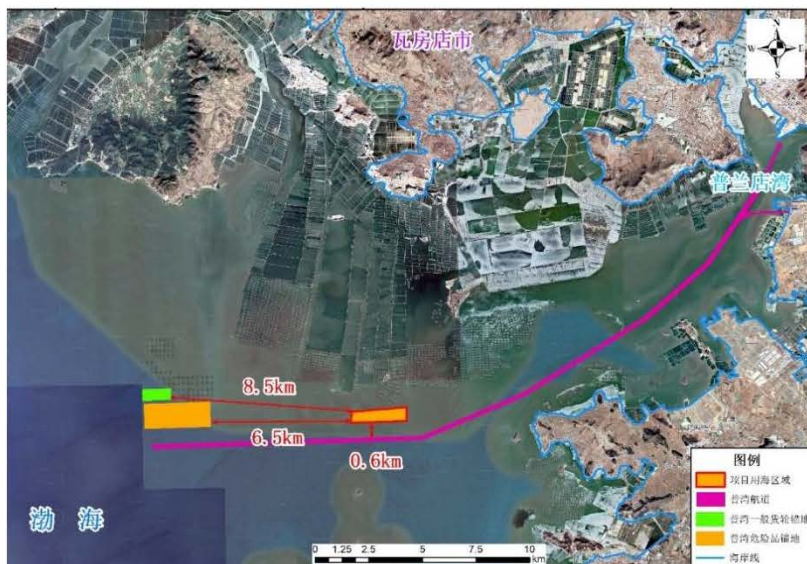 瓦房店市
N
W
E
S
普兰店湾
8.5km
6.5km
0.6km
渤 海
图例
项目用海区域
普湾航道
普湾一般货轮锚地
普湾危险品锚地
海岸线
0 1.25 2.5 5 7.5 10
km